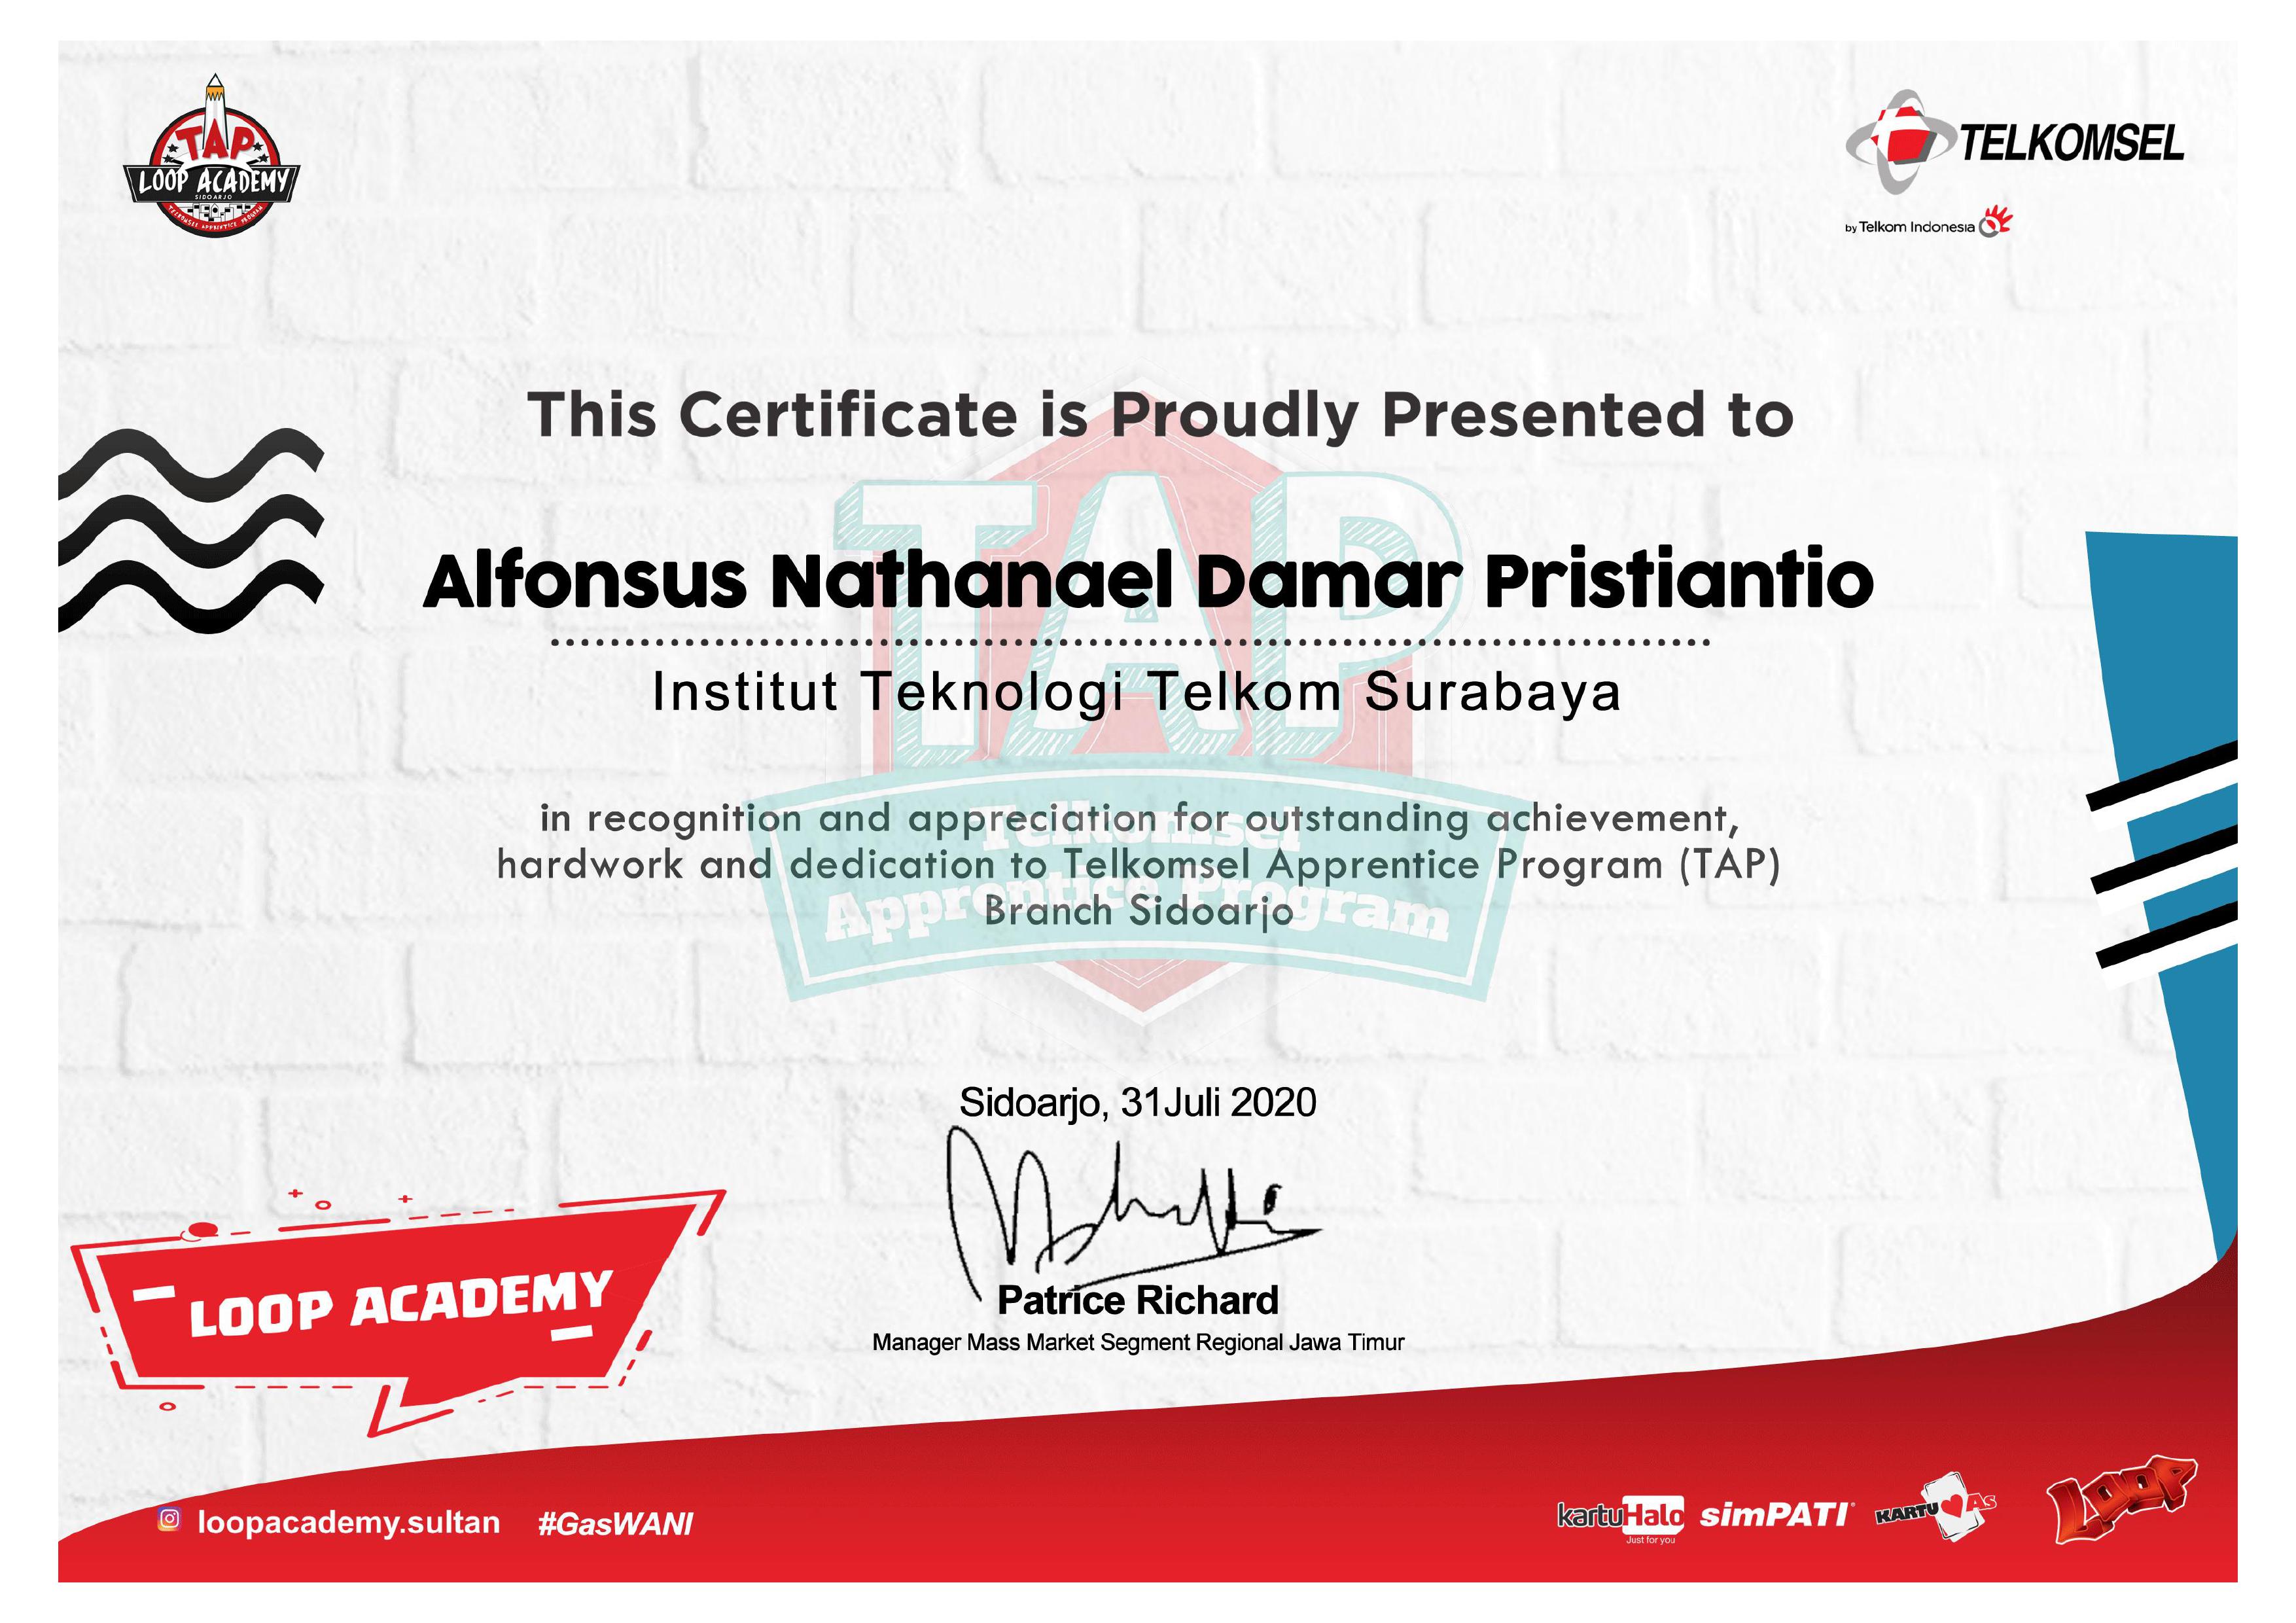 TAP
LOOP ACADEMY
SIDOARJO
TELKOMSEL APPRENTICE PROGRAM
TELKOMSEL
by Telkom Indonesia
This Certificate is Proudly Presented to
Alfonsus Nathanael Damar Pristiantio
Institut Teknologi Telkom Surabaya
in recognition and appreciation for outstanding achievement,
hardwork and dedication to Telkomsel Apprentice Program (TAP)
Branch Sidoarjo
TAP
Telkomsel
Apprentice Program
Sidoarjo, 31Juli 2020
Patrice Richard
Manager Mass Market Segment Regional Jawa Timur
LOOP ACADEMY
loopacademy.sultan #GasWANI
kartuHalo simPATI KARTU AS LOOP
Just for you